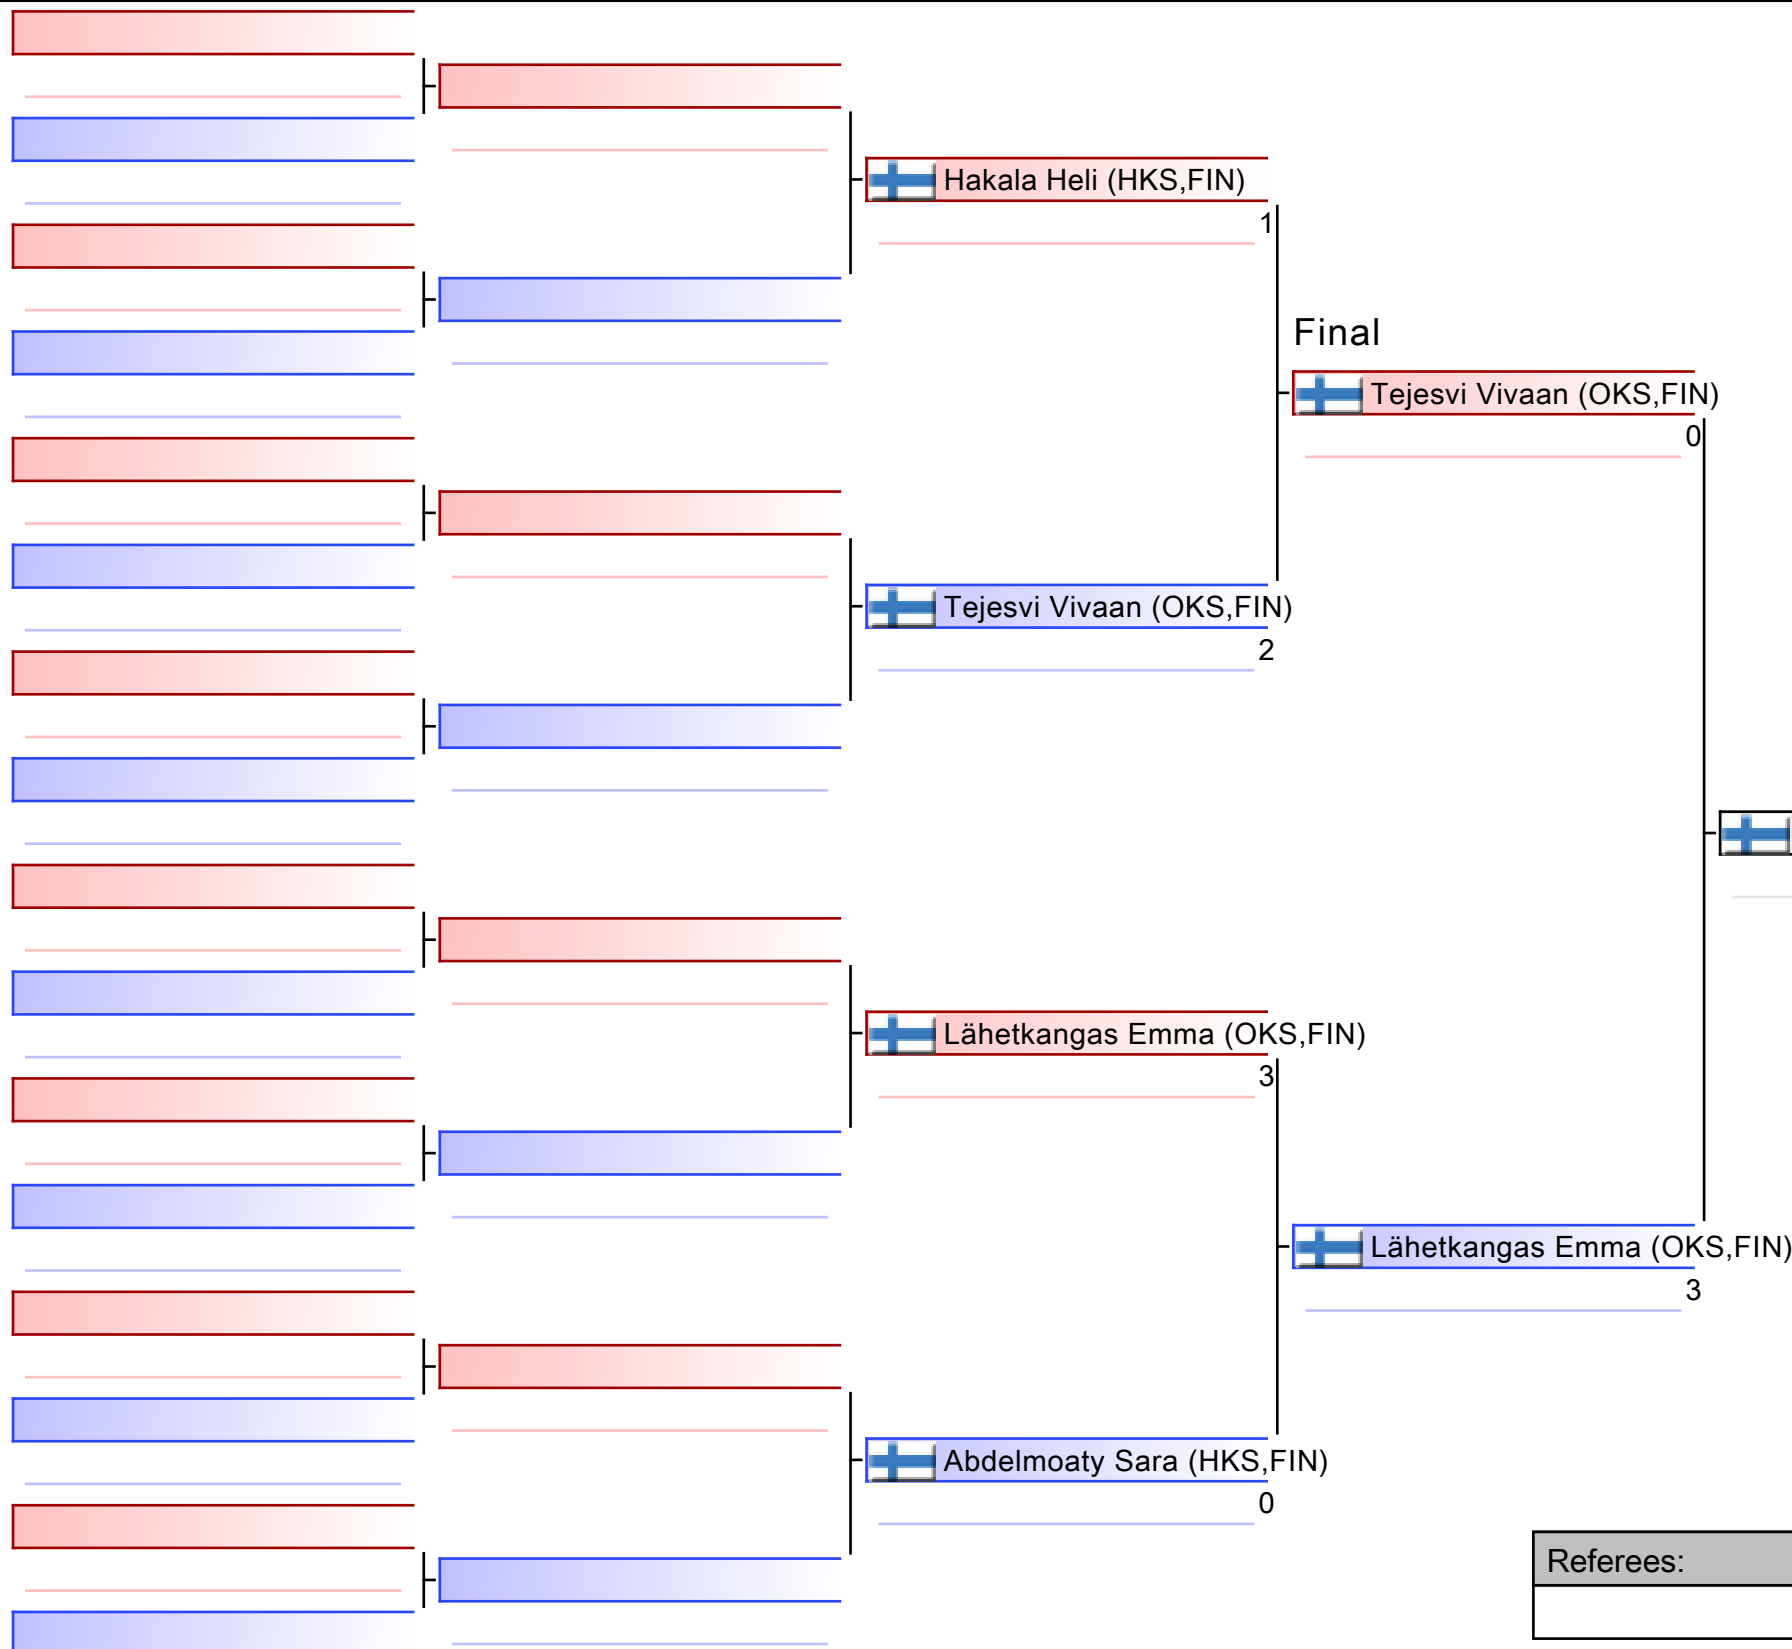 Hakala Heli (HKS,FIN)
1
Final
Tejesvi Vivaan (OKS,FIN)
0
Tejesvi Vivaan (OKS,FIN)
2
Lähetkangas Emma (OKS,FIN)
3
Lähetkangas Emma (OKS,FIN)
3
Abdelmoaty Sara (HKS,FIN)
0
Referees: